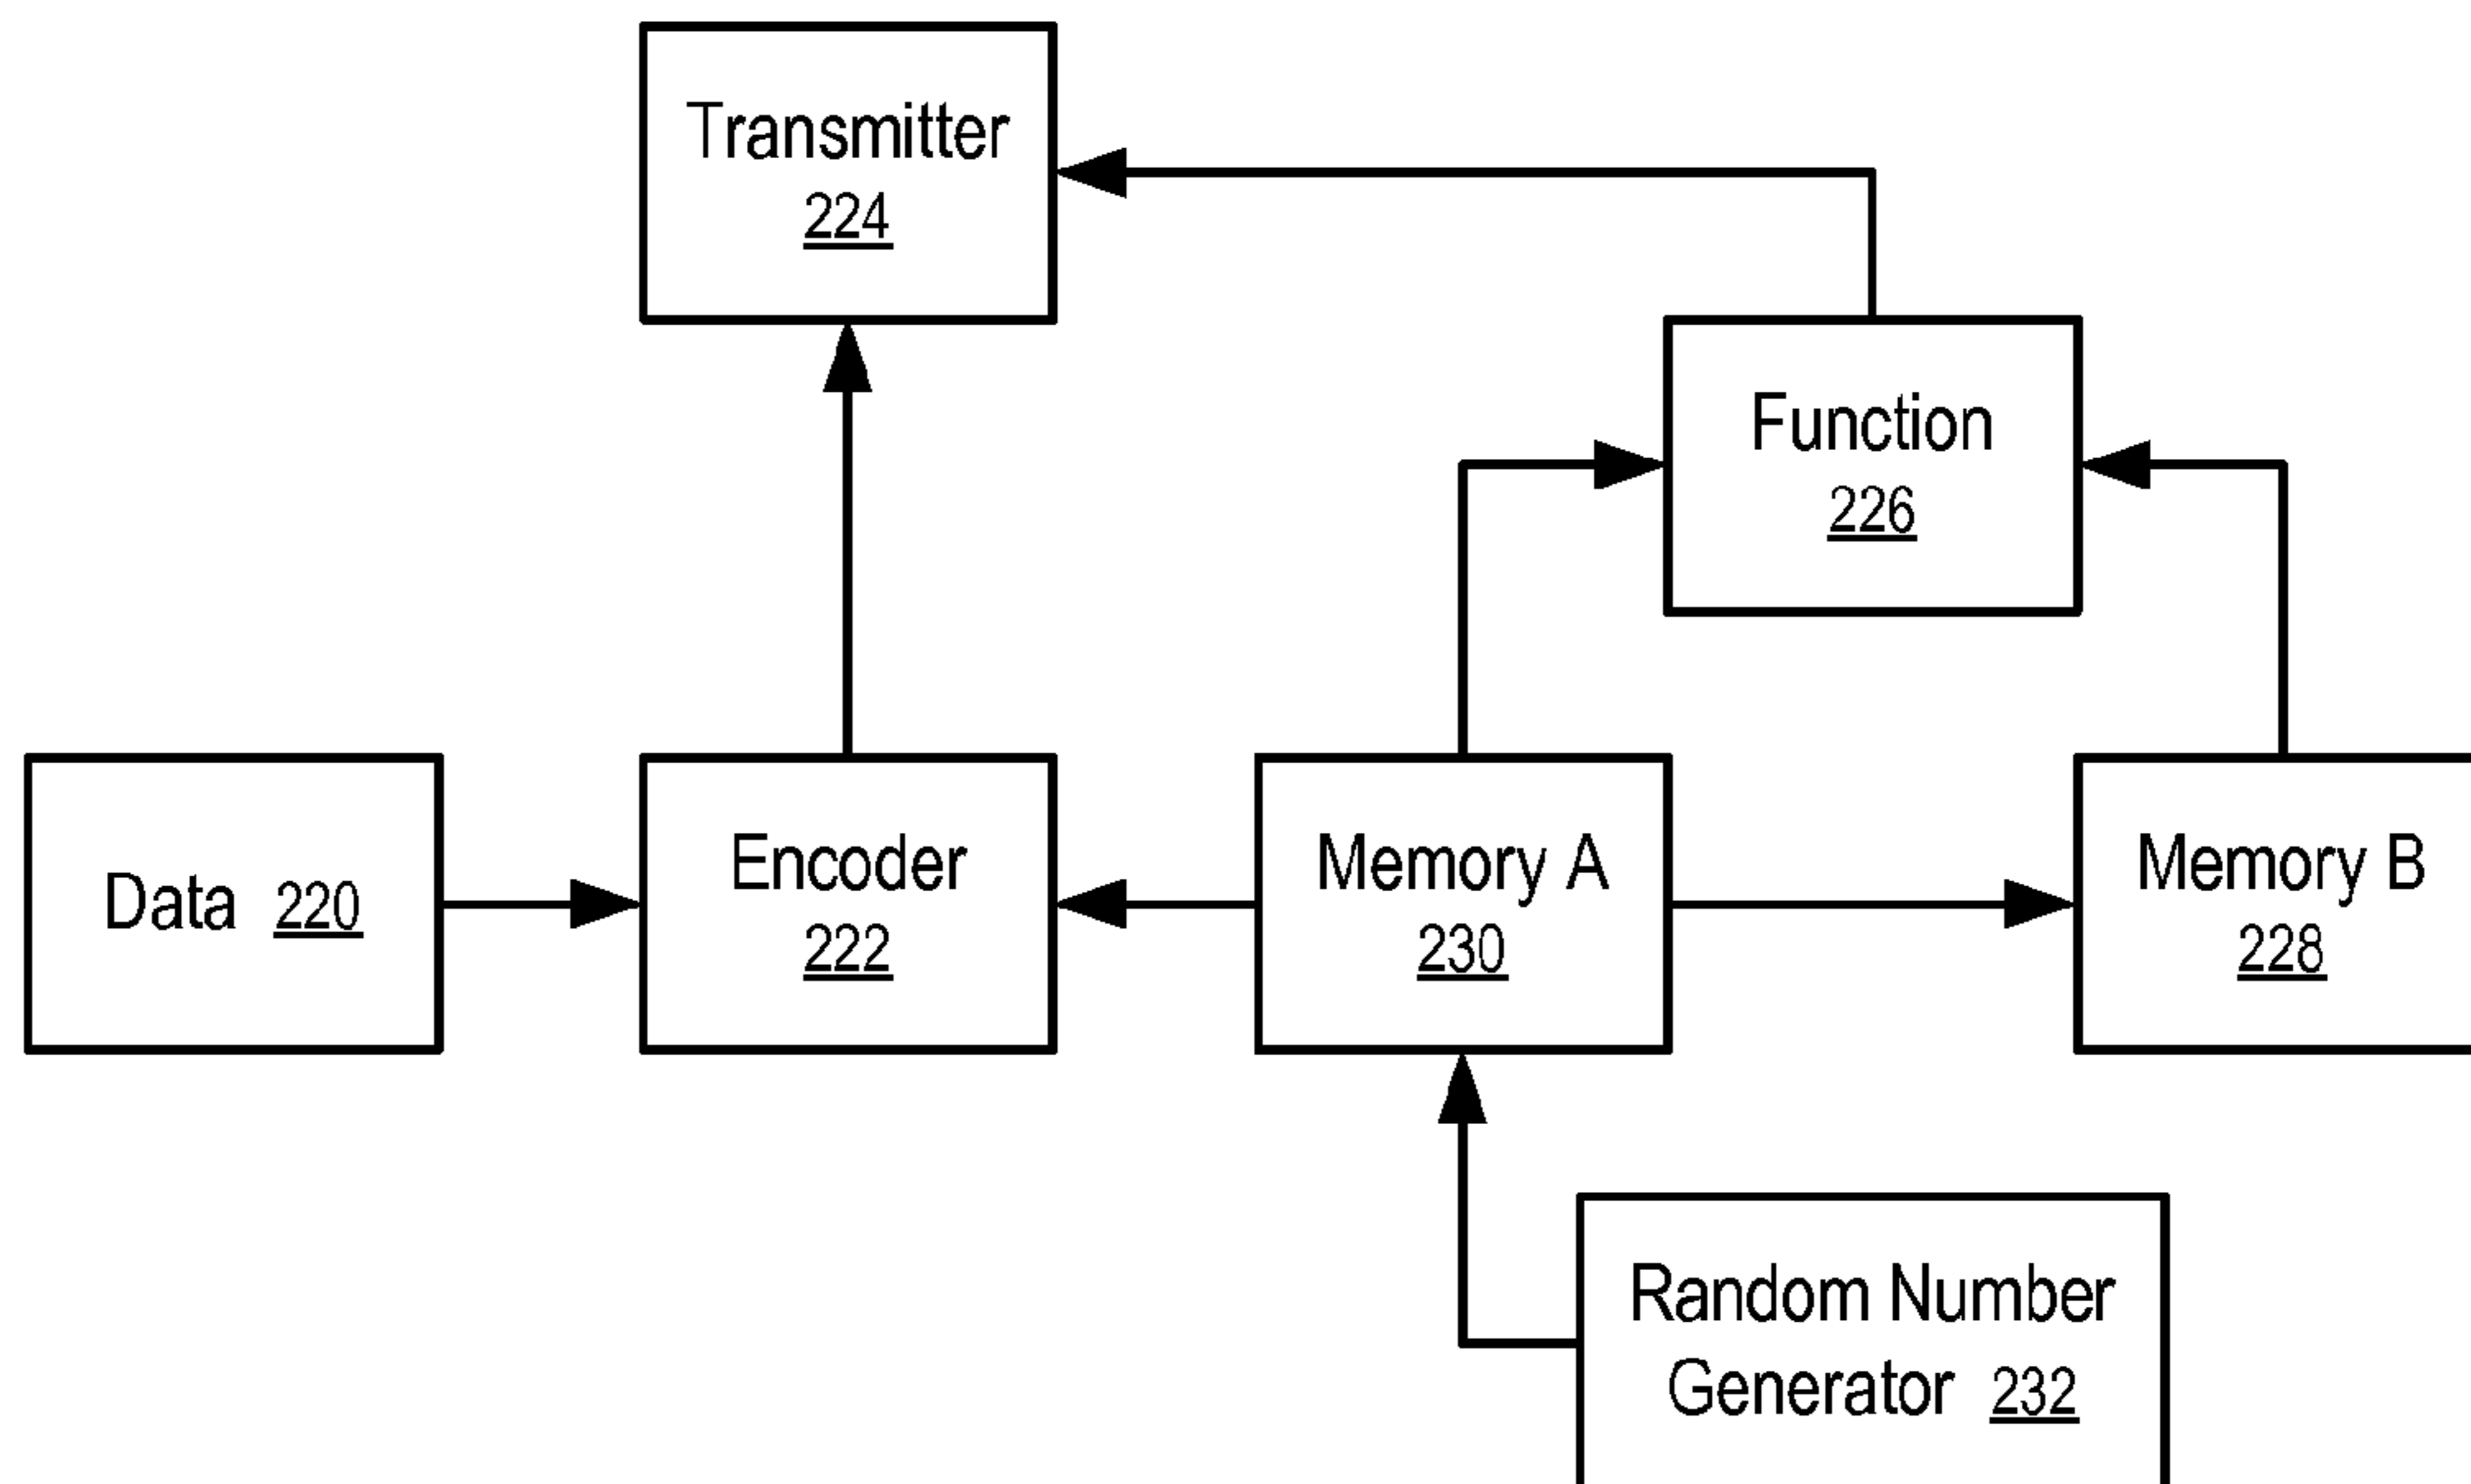 Transmitter
224
Function
226
Data 220
Encoder
222
Memory A
230
Memory B
228
Random Number
Generator 232